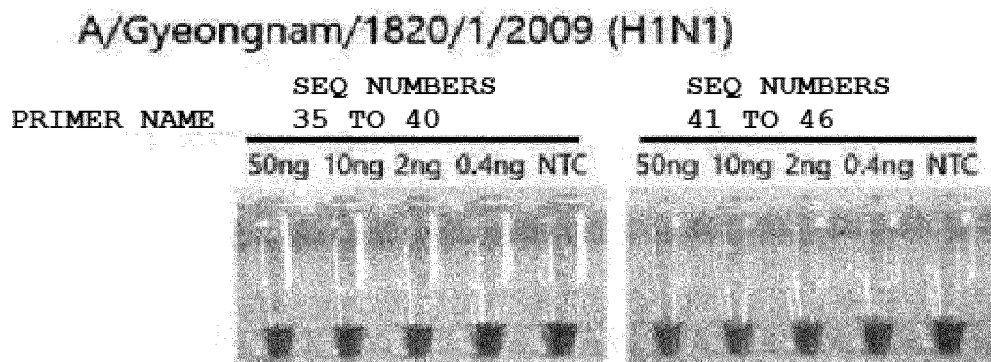 A/Gyeongnam/1820/1/2009 (H1N1)
SEQ NUMBERS SEQ NUMBERS
PRIMER NAME 35 TO 40 41 TO 46
50ng 10ng 2ng 0.4ng NTC 50ng 10ng 2ng 0.4ng NTC